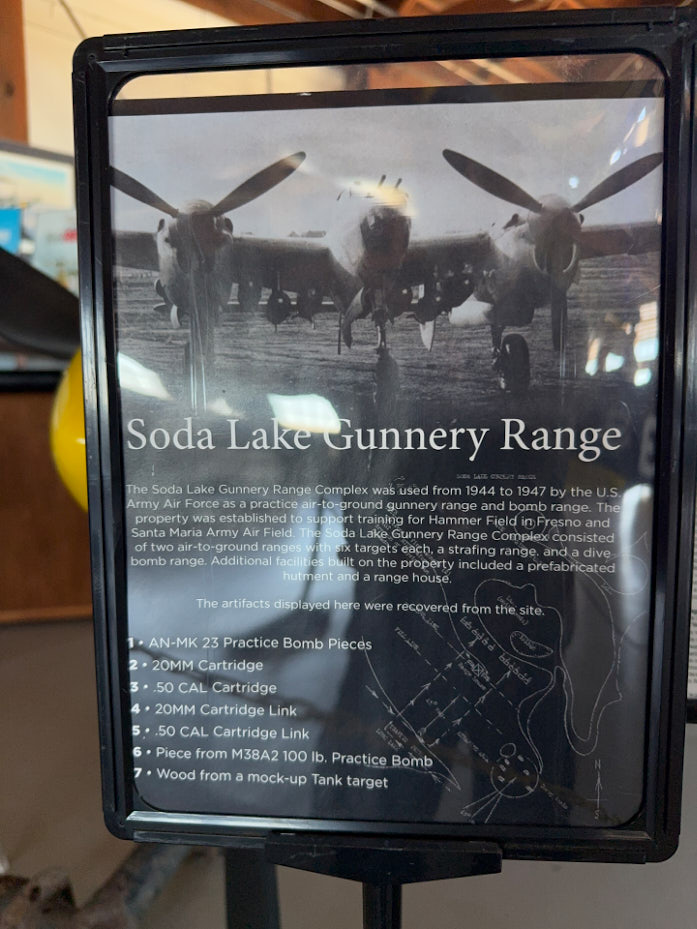 Soda Lake Gunnery Range
SODA LAKE GUNNERY RANGE
The Soda Lake Gunnery Range Complex was used from 1944 to 1947 by the U.S.
Army Air Force as a practice air-to-ground gunnery range and bomb range. The
property was established to support training for Hammer Field in Fresno and
Santa Maria Army Air Field. The Soda Lake Gunnery Range Complex consisted
of two air-to-ground ranges with six targets each, a strafing range, and a dive
bomb range. Additional facilities built on the property included a prefabricated
hutment and a range house.
The artifacts displayed here were recovered from the site.
1 • AN-MK 23 Practice Bomb Pieces
2 • 20MM Cartridge
3 • .50 CAL Cartridge
4 • 20MM Cartridge Link
5 • .50 CAL Cartridge Link
6 • Piece from M38A2 100 lb. Practice Bomb
7 • Wood from a mock-up Tank target
N
S